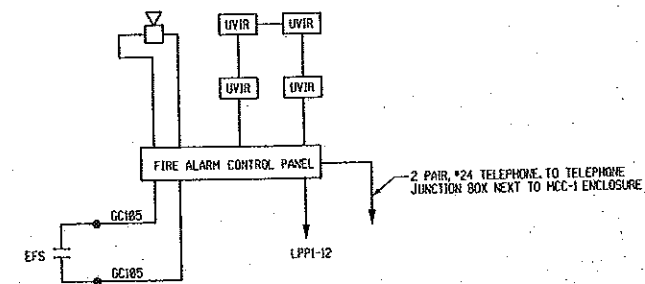 UVIR
UVIR
UVIR
UVIR
FIRE ALARM CONTROL PANEL
2 PAIR, #24 TELEPHONE. TO TELEPHONE
JUNCTION BOX NEXT TO MCC-1 ENCLOSURE
GC105
EFS
LPP1-12
GC105